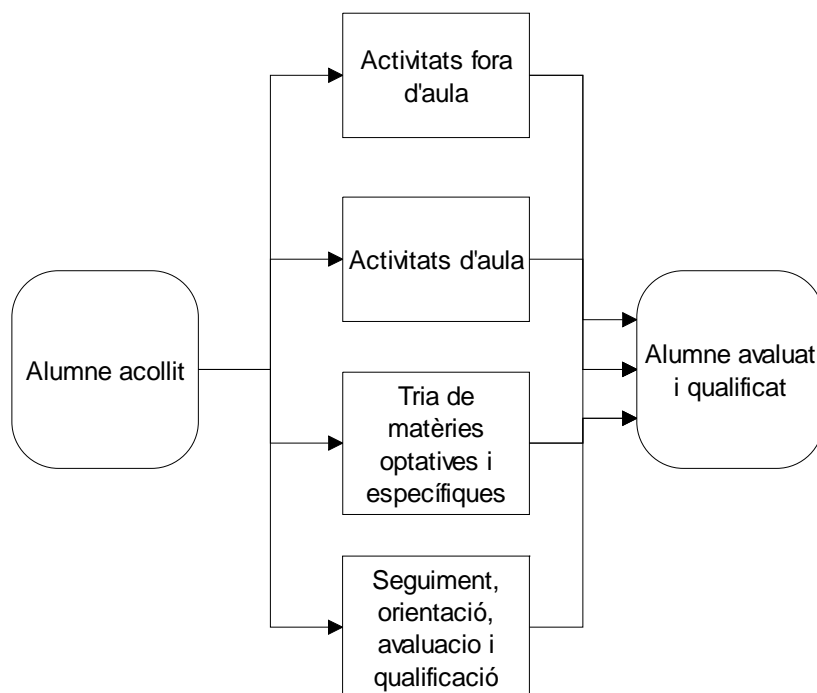 Activitats fora
d'aula
Activitats d'aula
Alumne acollit
Alumne avaluat
i qualificat
Tria de
matèries
optatives i
específiques
Seguiment,
orientació,
avaluacio i
qualificació